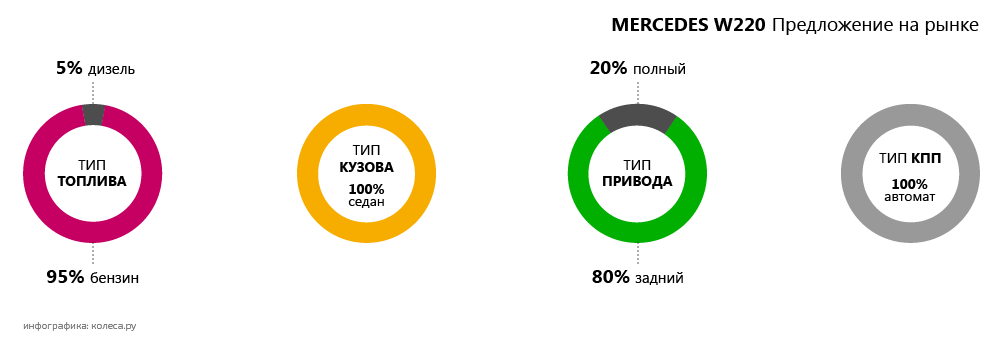 MERCEDES W220 Предложение на рынке
5% дизель
ТИП
ТОПЛИВА
95% бензин
ТИП
КУЗОВА
100%
седан
20% полный
ТИП
ПРИВОДА
80% задний
ТИП КПП
100%
автомат
инфографика: колеса.ру